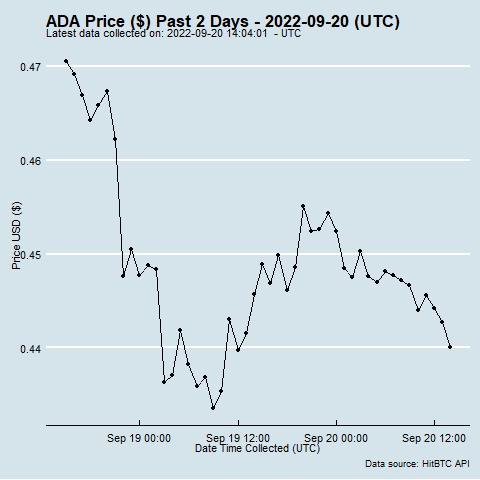 ADA Price ($) Past 2 Days - 2022-09-20 (UTC)
Latest data collected on: 2022-09-20 14:04:01 - UTC
0.47
0.46
0.45
0.44
Price USD ($)
Sep 19 00:00 Sep 19 12:00 Sep 20 00:00 Sep 20 12:00
Date Time Collected (UTC)
Data source: HitBTC API